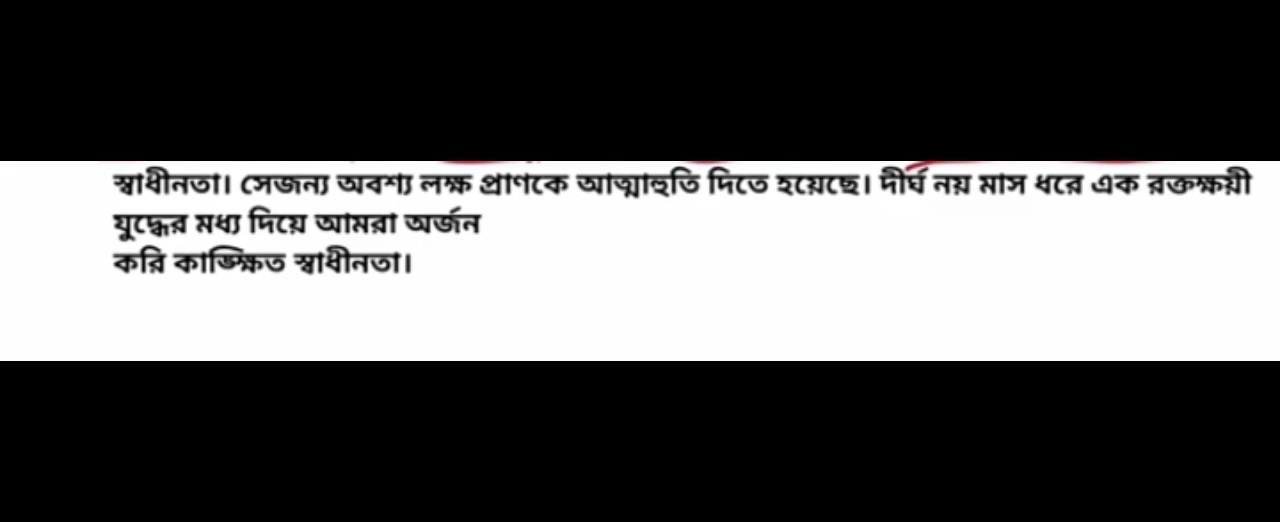 স্বাধীনতা। সেজন্য অবশ্য লক্ষ প্রাণকে আত্মাহুতি দিতে হয়েছে। দীর্ঘ নয় মাস ধরে এক রক্তক্ষয়ী
যুদ্ধের মধ্য দিয়ে আমরা অর্জন
করি কাঙ্ক্ষিত স্বাধীনতা।